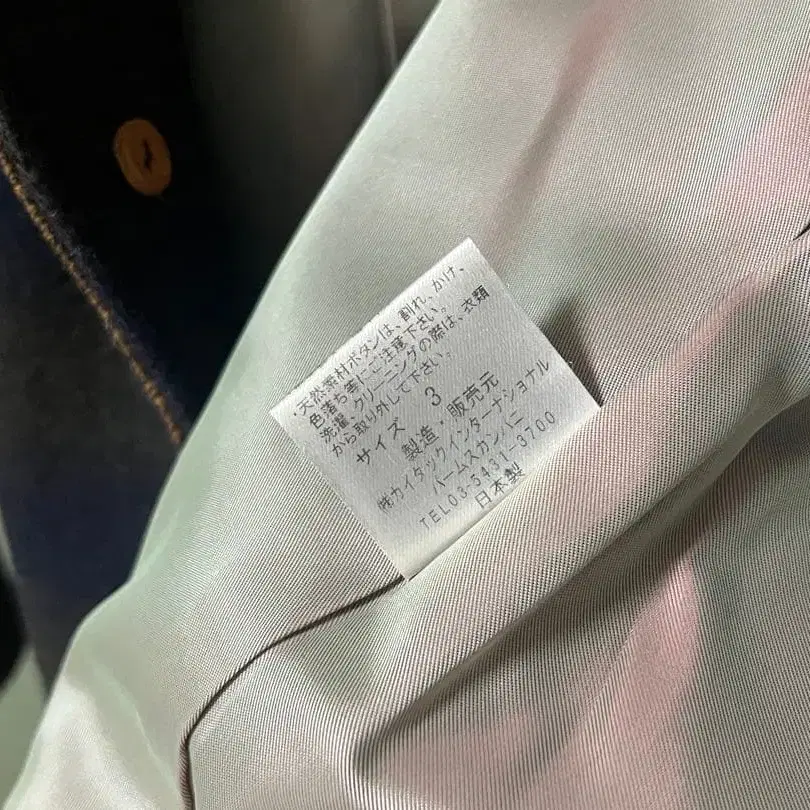 ・天然素材ボタンは、割れ、かけ、
色落ち等にご注意下さい。
洗濯、クリーニングの際は、衣類
から取り外して下さい。
サイズ 3
製造・販売元
㈱カイタックインターナショナル
パームスカンパニ
TEL03-5431-3700
日本製